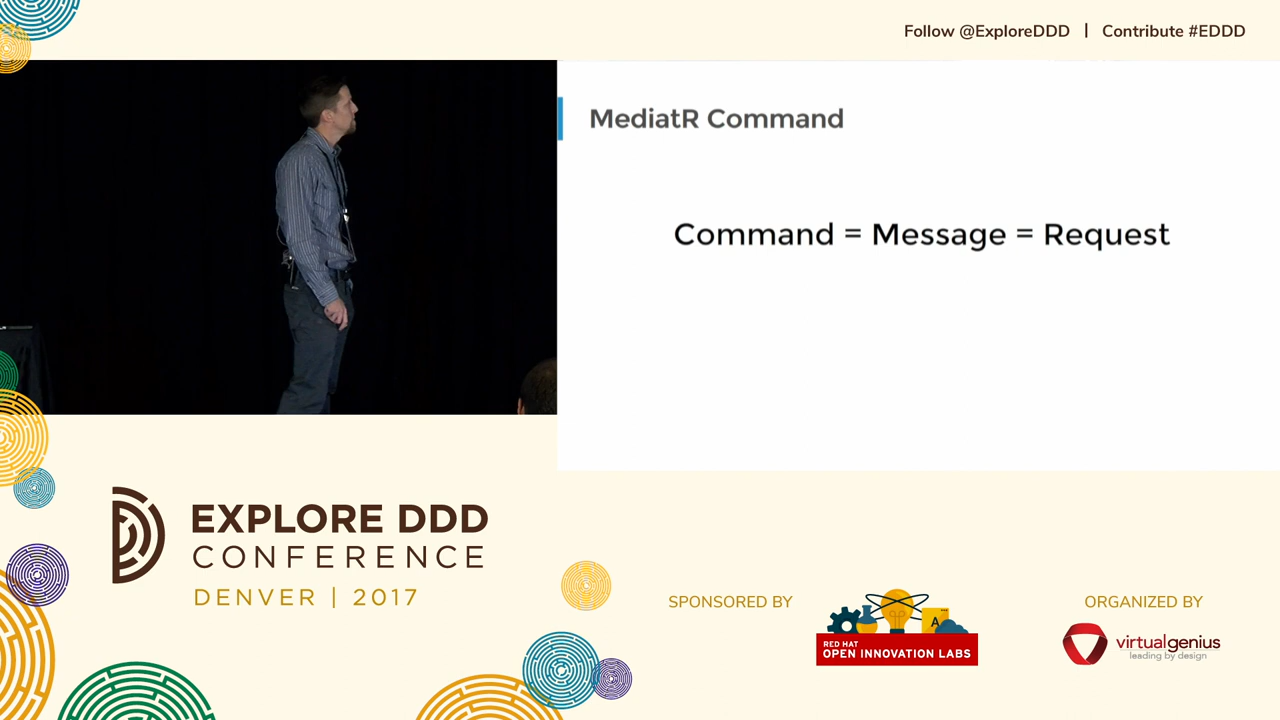 Follow @ExploreDDD | Contribute #EDDD
MediatR Command
Command = Message = Request
EXPLORE DDD
CONFERENCE
DENVER | 2017
SPONSORED BY
A
RED HAT
OPEN INNOVATION LABS
ORGANIZED BY
virtualgenius
leading by design